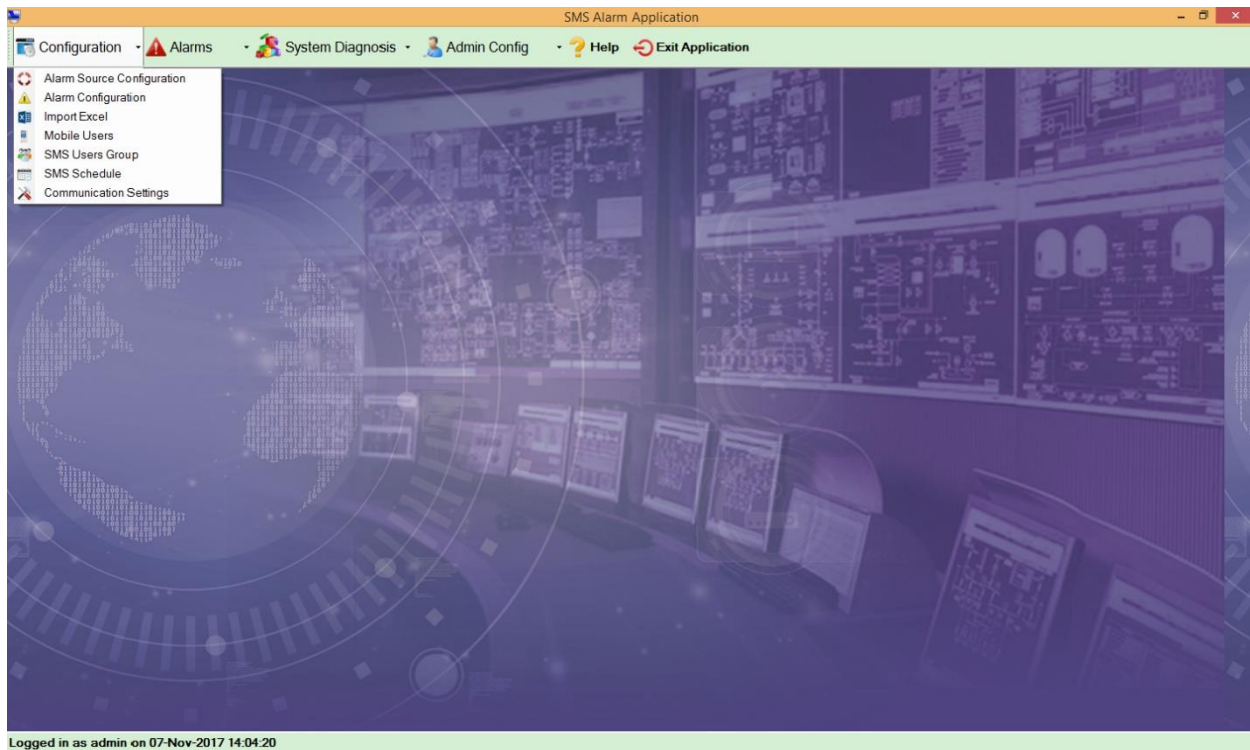 SMS Alarm Application
Configuration Alarms System Diagnosis Admin Config Help Exit Application
Alarm Source Configuration
Alarm Configuration
Import Excel
Mobile Users
SMS Users Group
SMS Schedule
Communication Settings
Logged in as admin on 07-Nov-2017 14:04:20